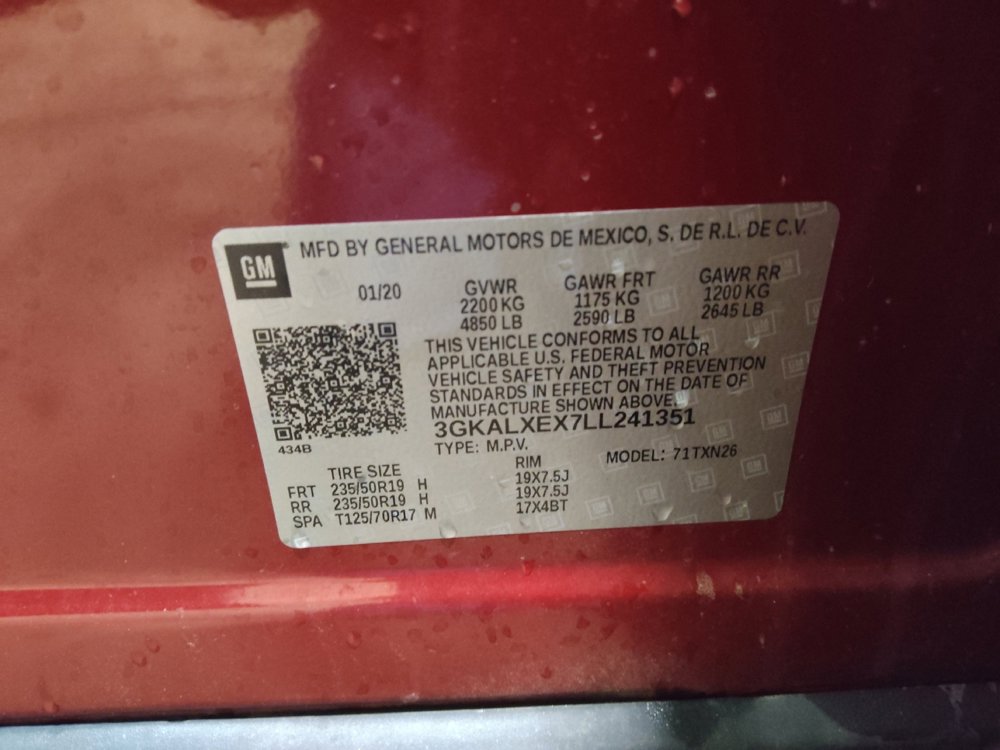 GM
MFD BY GENERAL MOTORS DE MEXICO, S. DE R.L. DE C.V.
01/20 GVWR GAWR FRT GAWR RR
2200 KG 1175 KG 1200 KG
4850 LB 2590 LB 2645 LB
THIS VEHICLE CONFORMS TO ALL
APPLICABLE U.S. FEDERAL MOTOR
VEHICLE SAFETY AND THEFT PREVENTION
STANDARDS IN EFFECT ON THE DATE OF
MANUFACTURE SHOWN ABOVE.
3GKALXEX7LL241351
434B
TYPE: M.P.V. MODEL: 71TXN26
TIRE SIZE RIM
FRT 235/50R19 H 19X7.5J
RR 235/50R19 H 19X7.5J
SPA T125/70R17 M 17X4BT